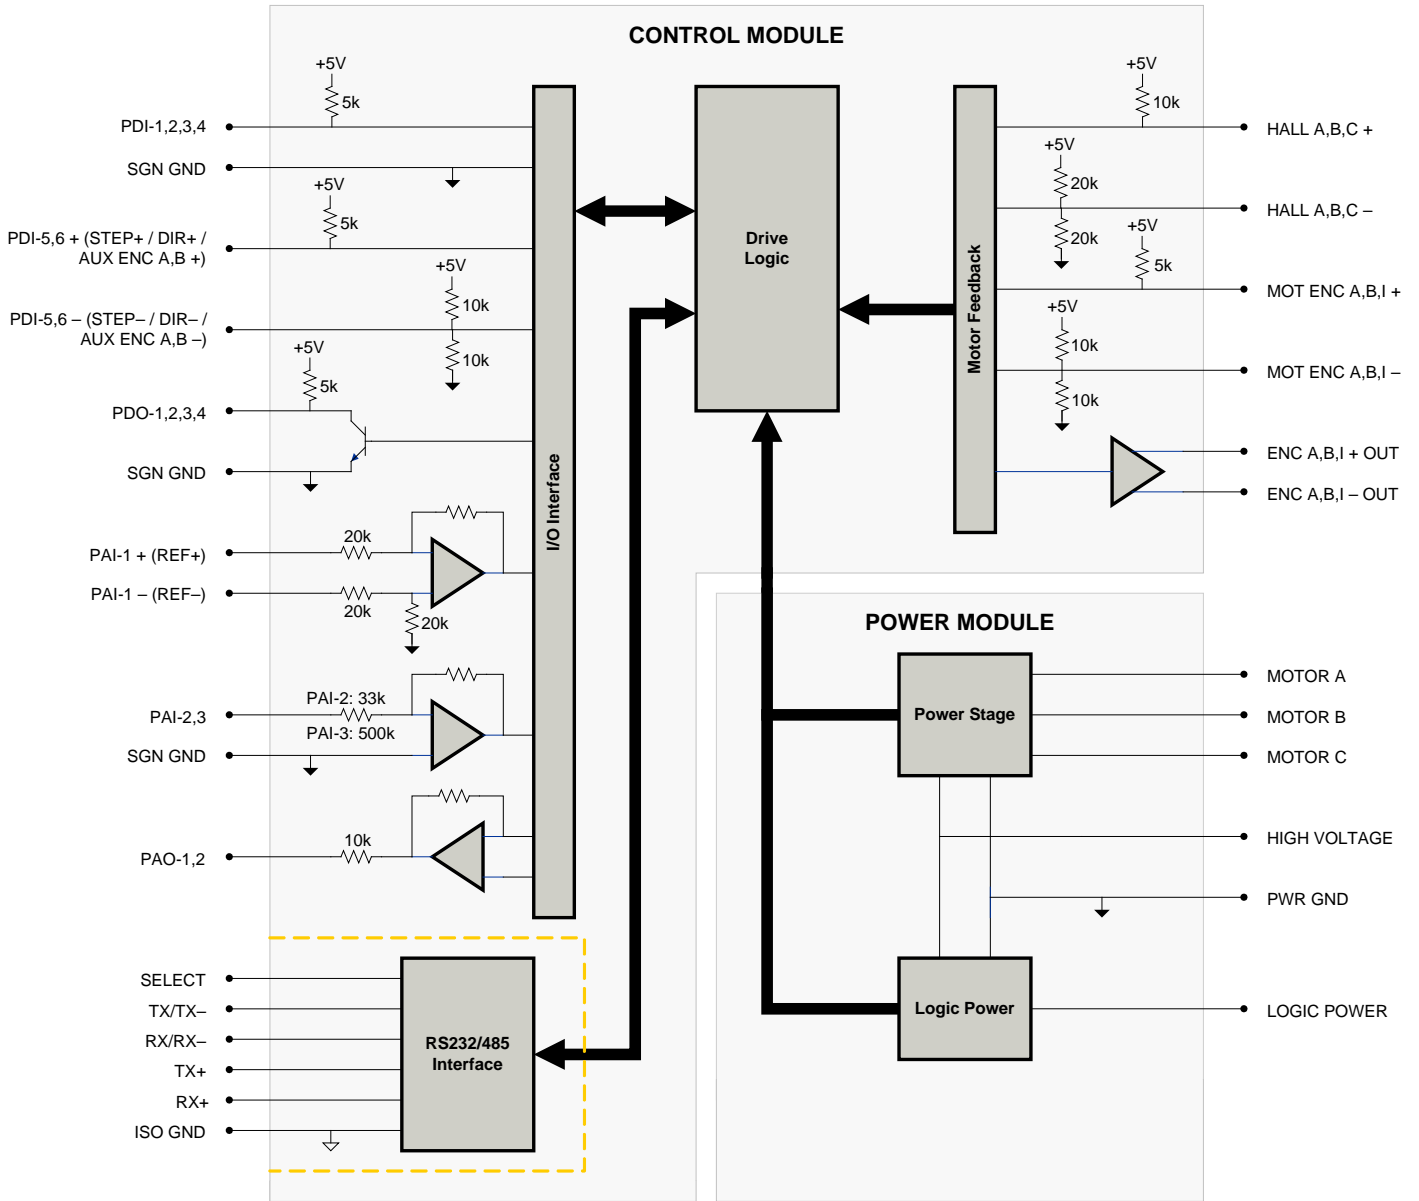 CONTROL MODULE
+5V
5k
PDI-1,2,3,4
SGN GND
+5V
5k
PDI-5,6 + (STEP+ / DIR+ /
AUX ENC A,B +)
+5V
10k
PDI-5,6 – (STEP– / DIR– /
AUX ENC A,B –)
10k
+5V
5k
PDO-1,2,3,4
SGN GND
PAI-1 + (REF+)
20k
PAI-1 – (REF–)
20k
20k
PAI-2,3
PAI-2: 33k
PAI-3: 500k
SGN GND
PAO-1,2
10k
I/O Interface
Drive
Logic
Motor Feedback
+5V
10k
HALL A,B,C +
+5V
20k
HALL A,B,C –
20k
+5V
5k
MOT ENC A,B,I +
+5V
10k
MOT ENC A,B,I –
10k
ENC A,B,I + OUT
ENC A,B,I – OUT
SELECT
TX/TX–
RX/RX–
TX+
RX+
ISO GND
RS232/485
Interface
POWER MODULE
Power Stage
MOTOR A
MOTOR B
MOTOR C
HIGH VOLTAGE
PWR GND
Logic Power
LOGIC POWER